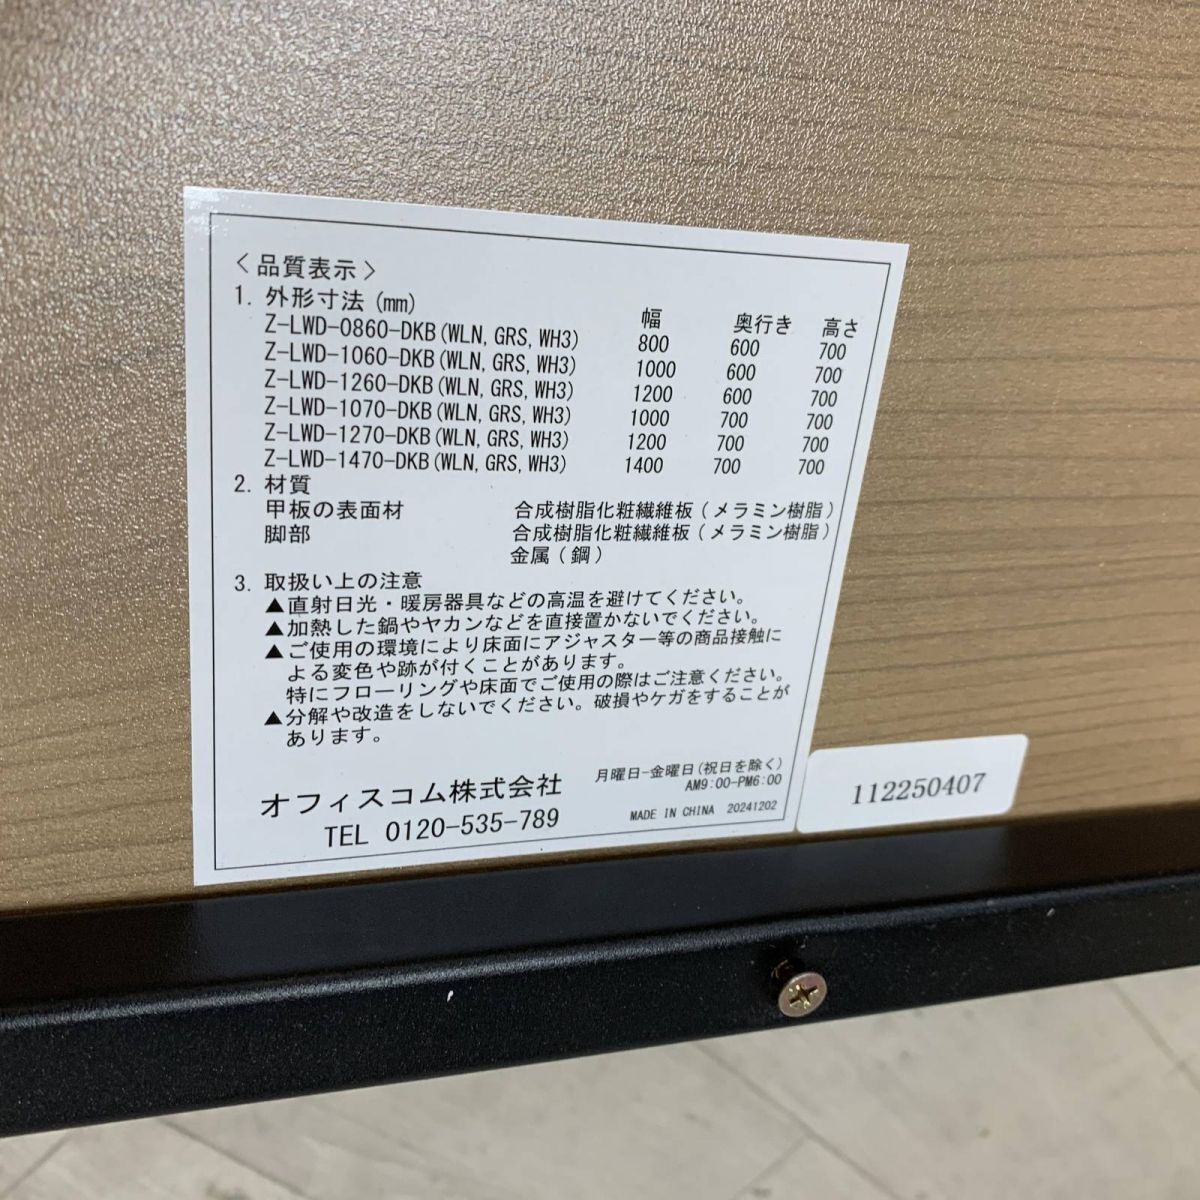 ＜品質表示＞
1. 外形寸法(mm) 幅 奥行き 高さ
Z-LWD-0860-DKB(WLN, GRS, WH3) 800 600 700
Z-LWD-1060-DKB(WLN, GRS, WH3) 1000 600 700
Z-LWD-1260-DKB(WLN, GRS, WH3) 1200 600 700
Z-LWD-1070-DKB(WLN, GRS, WH3) 1000 700 700
Z-LWD-1270-DKB(WLN, GRS, WH3) 1200 700 700
Z-LWD-1470-DKB(WLN, GRS, WH3) 1400 700 700
2. 材質
甲板の表面材 合成樹脂化粧繊維板(メラミン樹脂)
脚部 合成樹脂化粧繊維板(メラミン樹脂)
金属(鋼)
3. 取扱い上の注意
▲直射日光・暖房器具などの高温を避けてください。
▲加熱した鍋やヤカンなどを直接置かないでください。
▲ご使用の環境により床面にアジャスター等の商品接触に
よる変色や跡が付くことがあります。
特にフローリングや床面でご使用の際はご注意ください。
▲分解や改造をしないでください。破損やケガをすることが
あります。
オフィスコム株式会社
月曜日-金曜日(祝日を除く)
AM9:00-PM6:00
TEL 0120-535-789
MADE IN CHINA 20241202
112250407